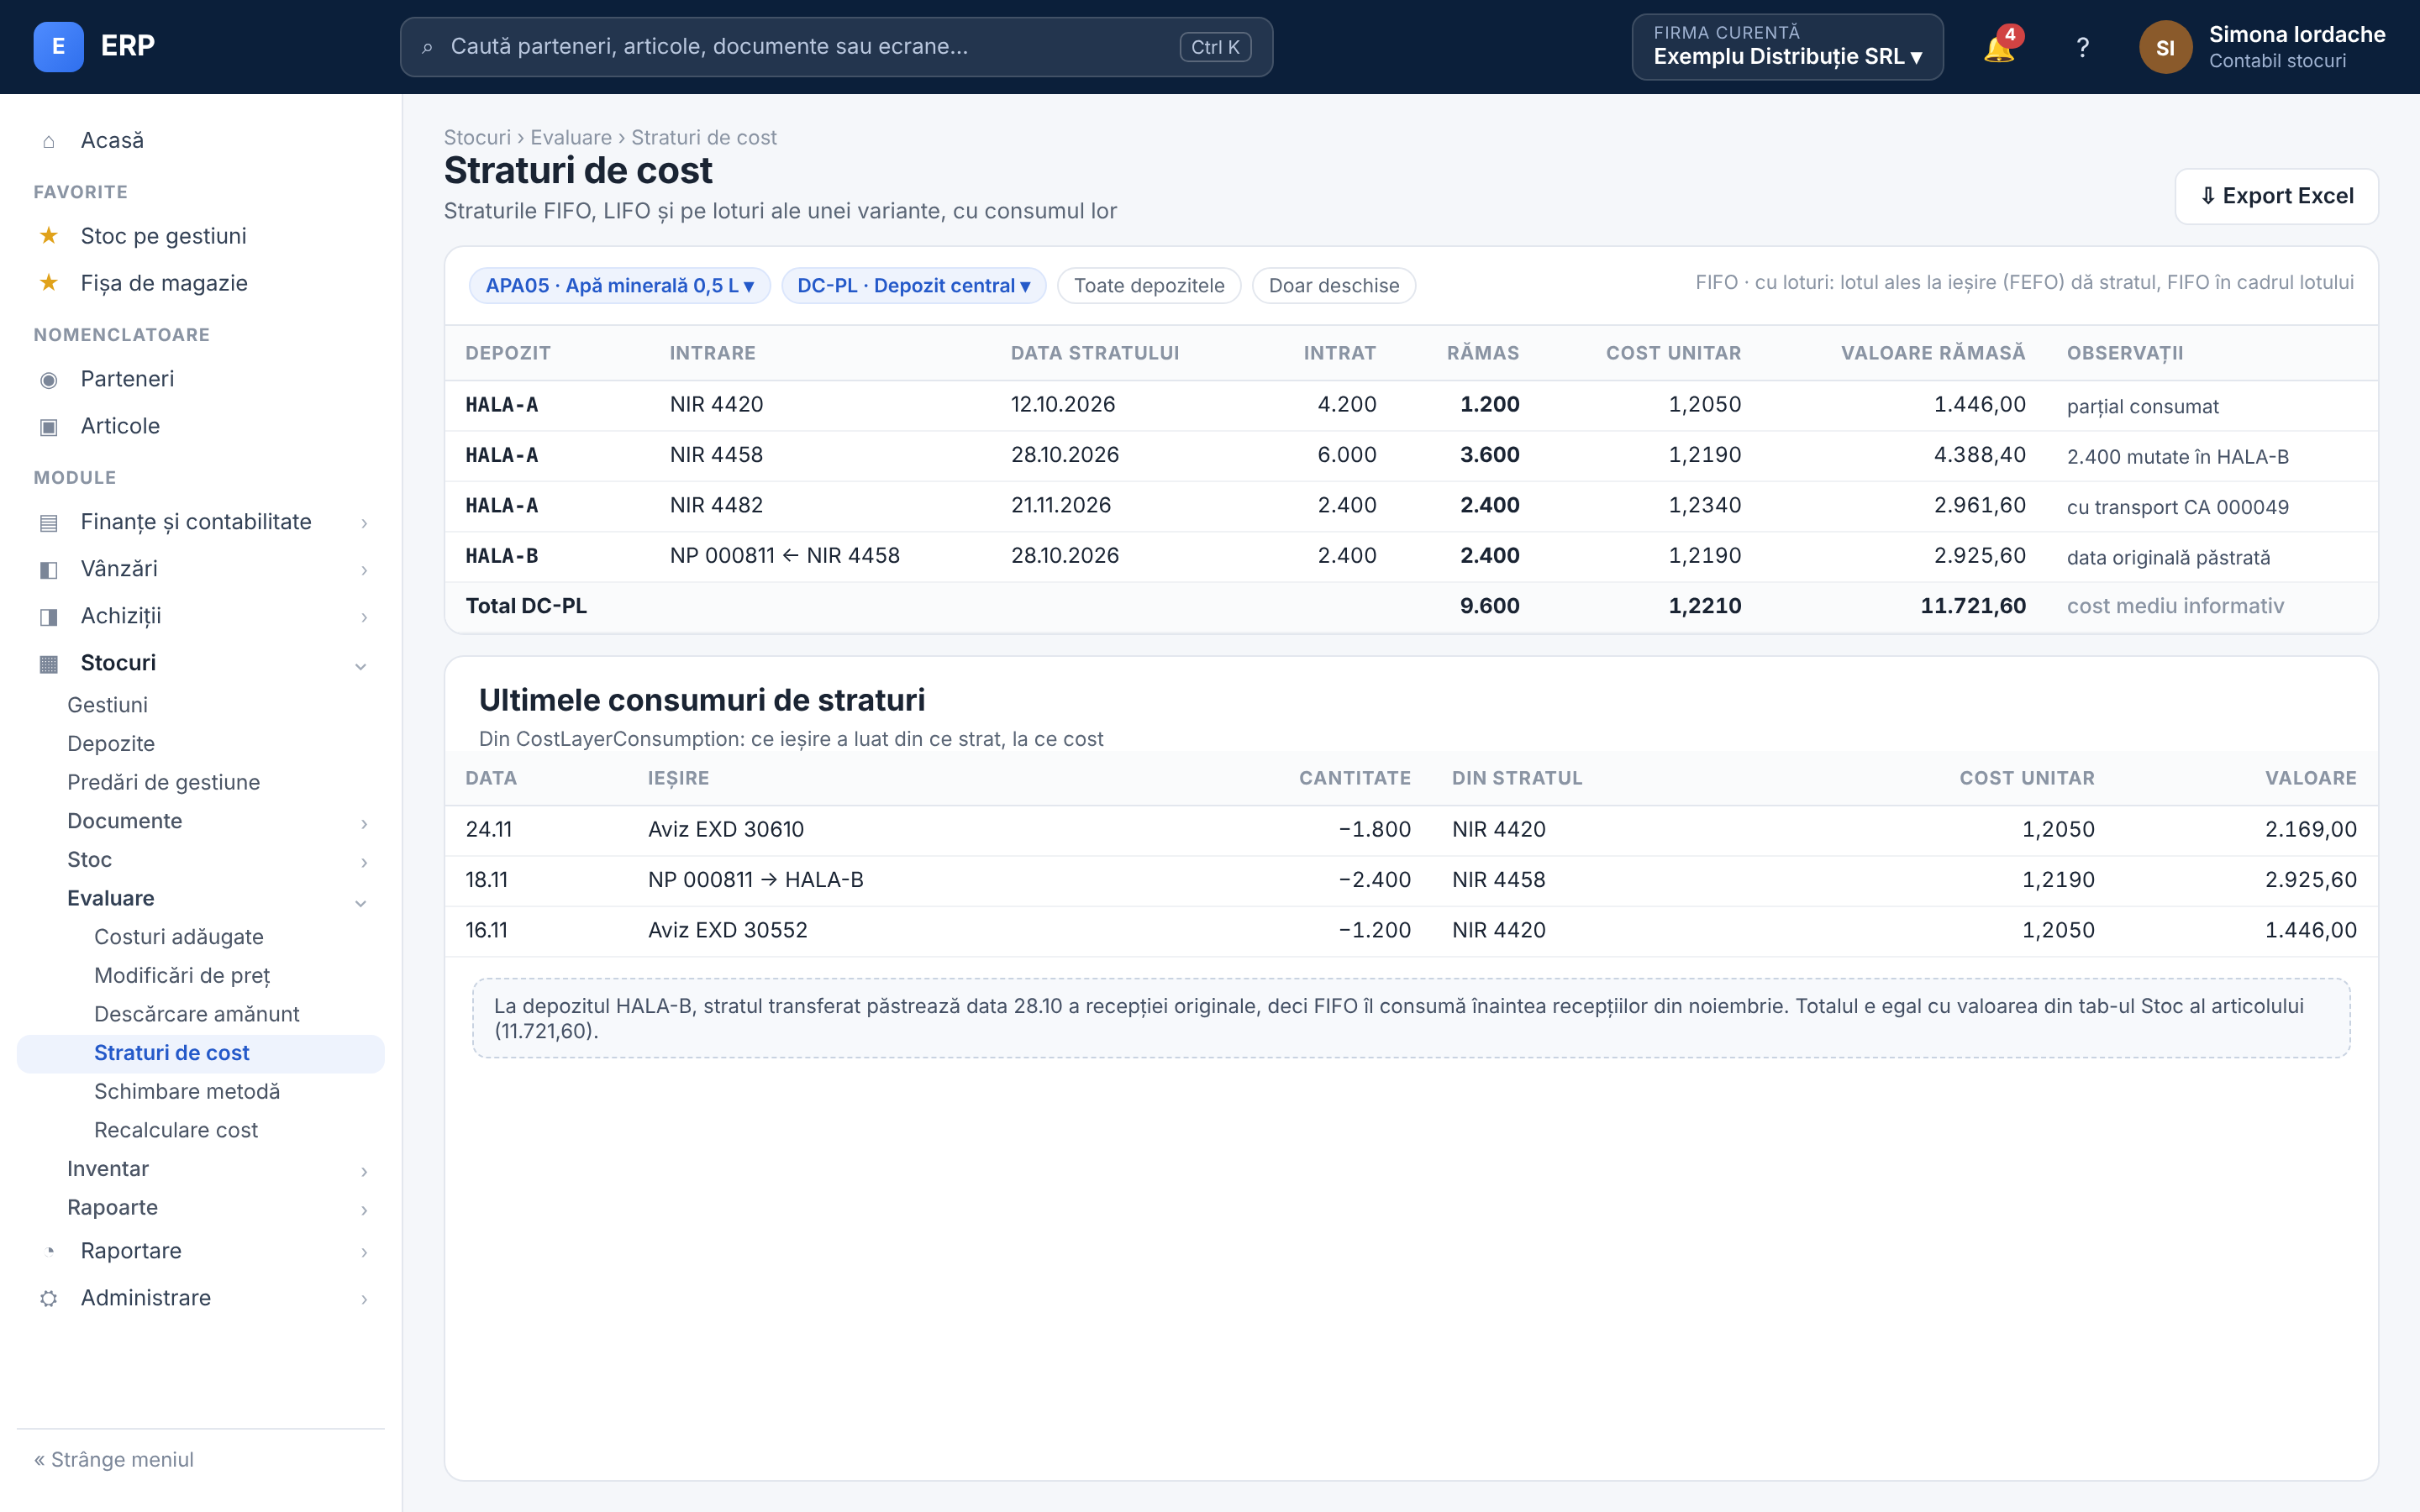 E ERP
Caută parteneri, articole, documente sau ecrane... Ctrl K
FIRMA CURENTĂ
Exemplu Distribuție SRL ▾
4
?
SI
Simona Iordache
Contabil stocuri
Acasă
FAVORITE
★ Stoc pe gestiuni
★ Fișa de magazie
NOMENCLATOARE
Parteneri
Articole
MODULE
Finanțe și contabilitate ›
Vânzări ›
Achiziții ›
Stocuri
Gestiuni
Depozite
Predări de gestiune
Documente ›
Stoc ›
Evaluare
Costuri adăugate
Modificări de preț
Descărcare amănunt
Straturi de cost
Schimbare metodă
Recalculare cost
Inventar ›
Rapoarte ›
Raportare ›
Administrare ›
« Strânge meniul
Stocuri › Evaluare › Straturi de cost
Straturi de cost
Straturile FIFO, LIFO și pe loturi ale unei variante, cu consumul lor
⇩ Export Excel
APA05 · Apă minerală 0,5 L ▾ DC-PL · Depozit central ▾ Toate depozitele Doar deschise
FIFO · cu loturi: lotul ales la ieșire (FEFO) dă stratul, FIFO în cadrul lotului
DEPOZIT INTRARE DATA STRATULUI INTRAT RĂMAS COST UNITAR VALOARE RĂMASĂ OBSERVAȚII
HALA-A NIR 4420 12.10.2026 4.200 1.200 1,2050 1.446,00 parțial consumat
HALA-A NIR 4458 28.10.2026 6.000 3.600 1,2190 4.388,40 2.400 mutate în HALA-B
HALA-A NIR 4482 21.11.2026 2.400 2.400 1,2340 2.961,60 cu transport CA 000049
HALA-B NP 000811 ← NIR 4458 28.10.2026 2.400 2.400 1,2190 2.925,60 data originală păstrată
Total DC-PL 9.600 1,2210 11.721,60 cost mediu informativ
Ultimele consumuri de straturi
Din CostLayerConsumption: ce ieșire a luat din ce strat, la ce cost
DATA IEȘIRE CANTITATE DIN STRATUL COST UNITAR VALOARE
24.11 Aviz EXD 30610 −1.800 NIR 4420 1,2050 2.169,00
18.11 NP 000811 → HALA-B −2.400 NIR 4458 1,2190 2.925,60
16.11 Aviz EXD 30552 −1.200 NIR 4420 1,2050 1.446,00
La depozitul HALA-B, stratul transferat păstrează data 28.10 a recepției originale, deci FIFO îl consumă înaintea recepțiilor din noiembrie. Totalul e egal cu valoarea din tab-ul Stoc al articolului
(11.721,60).